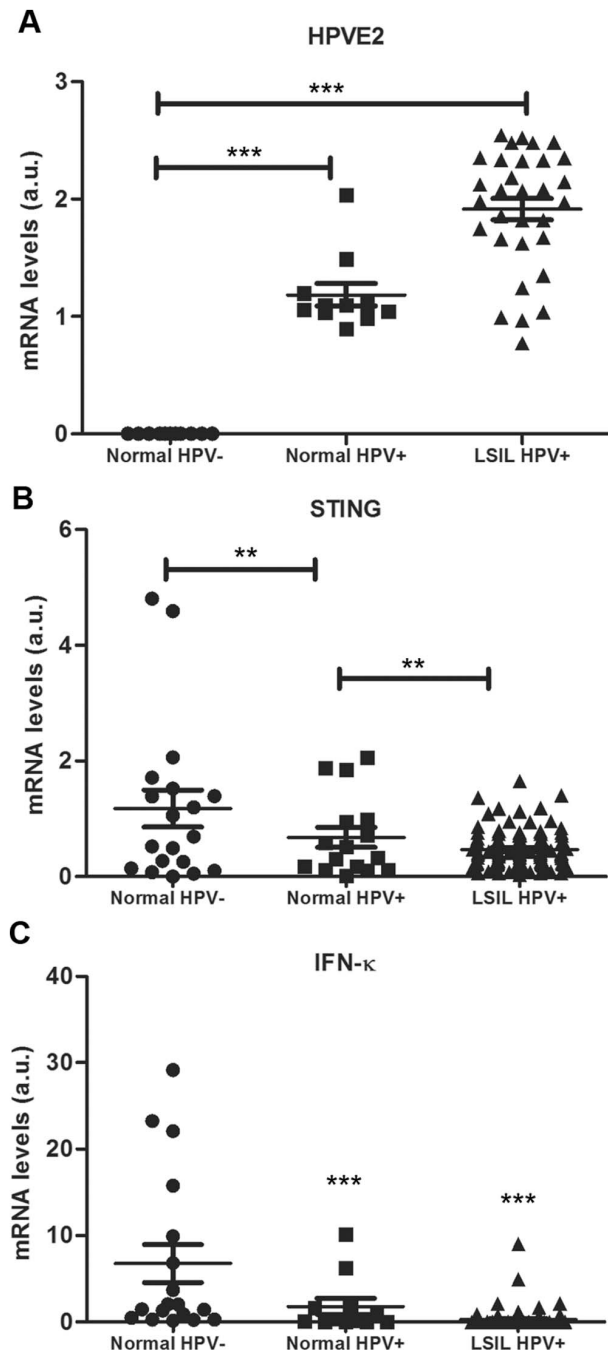 A
HPVE2
mRNA levels (a.u.)
3
2
1
0
***
***
Normal HPV-
Normal HPV+
LSIL HPV+
B
STING
mRNA levels (a.u.)
6
4
2
0
**
**
Normal HPV-
Normal HPV+
LSIL HPV+
C
IFN-κ
mRNA levels (a.u.)
40
30
20
10
0
***
***
Normal HPV-
Normal HPV+
LSIL HPV+